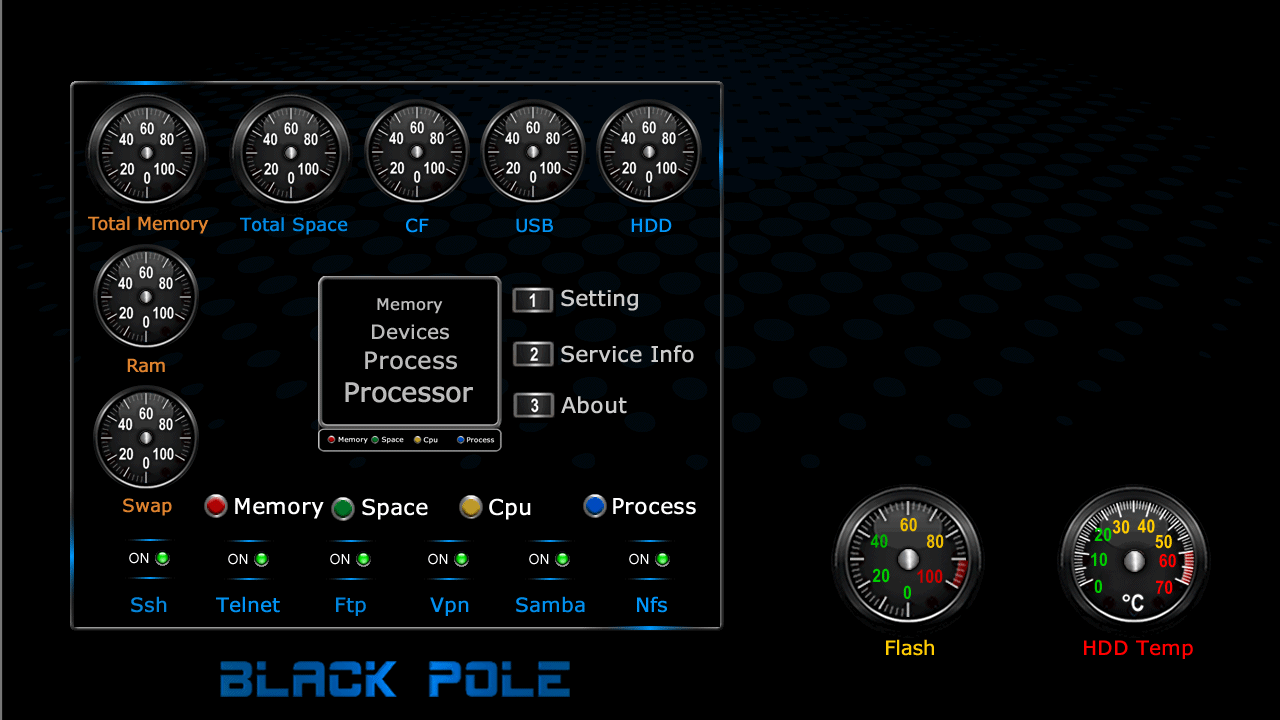 60 60 60 60 60
40 80 40 80 40 80 40 80 40 80
20 100 20 100 20 100 20 100 20 100
0 0 0 0 0
Total Memory Total Space CF USB HDD
60
40 80
20 100
0
Ram
Memory
Devices
Process
Processor
Memory Space Cpu Process
1 Setting
2 Service Info
3 About
60
40 80
20 100
0
Swap
Memory Space Cpu Process
ON ON ON ON ON ON
Ssh Telnet Ftp Vpn Samba Nfs
60
40 80
20 100
0
Flash
30 40
20 50
10 60
0 70
°C
HDD Temp
BLACK POLE